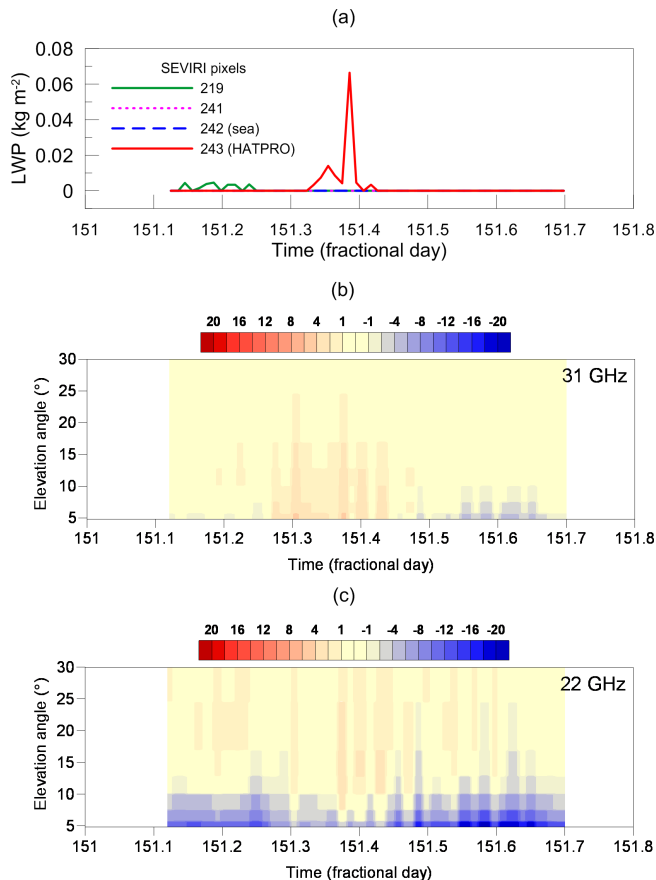 (a)
LWP (kg m-2)
0.08
0.06
0.04
0.02
0
SEVIRI pixels
219
241
242 (sea)
243 (HATPRO)
151 151.1 151.2 151.3 151.4 151.5 151.6 151.7 151.8
Time (fractional day)
(b)
20 16 12 8 4 1 -1 -4 -8 -12 -16 -20
31 GHz
Elevation angle (°)
30
25
20
15
10
5
151 151.1 151.2 151.3 151.4 151.5 151.6 151.7 151.8
Time (fractional day)
(c)
20 16 12 8 4 1 -1 -4 -8 -12 -16 -20
22 GHz
Elevation angle (°)
30
25
20
15
10
5
151 151.1 151.2 151.3 151.4 151.5 151.6 151.7 151.8
Time (fractional day)